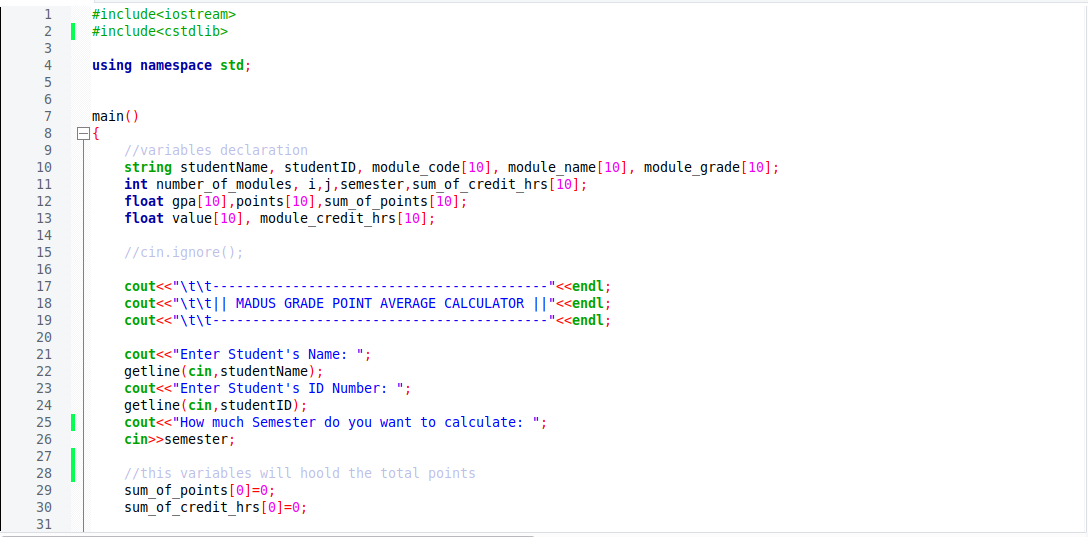 1 #include<iostream>
2 #include<cstdlib>
3
4 using namespace std;
5
6
7 main()
8 {
9 //variables declaration
10 string studentName, studentID, module_code[10], module_name[10], module_grade[10];
11 int number_of_modules, i,j,semester,sum_of_credit_hrs[10];
12 float gpa[10],points[10],sum_of_points[10];
13 float value[10], module_credit_hrs[10];
14
15 //cin.ignore();
16
17 cout<<"\t\t------------------------------------------"<<endl;
18 cout<<"\t\t|| MADUS GRADE POINT AVERAGE CALCULATOR ||"<<endl;
19 cout<<"\t\t------------------------------------------"<<endl;
20
21 cout<<"Enter Student's Name: ";
22 getline(cin,studentName);
23 cout<<"Enter Student's ID Number: ";
24 getline(cin,studentID);
25 cout<<"How much Semester do you want to calculate: ";
26 cin>>semester;
27
28 //this variables will hoold the total points
29 sum_of_points[0]=0;
30 sum_of_credit_hrs[0]=0;
31